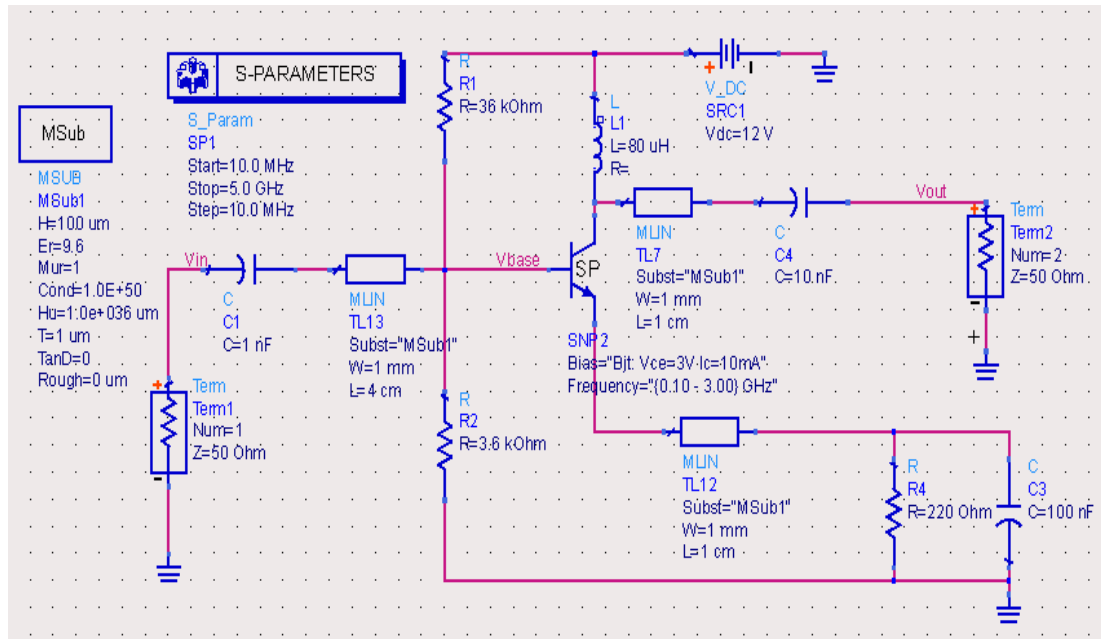 S-PARAMETERS
S_Param
SP1
Start=10.0 MHz
Stop=5.0 GHz
Step=10.0 MHz
MSub
MSUB
MSub1
H=100 um
Er=9.6
Mur=1
Cond=1.0E+50
Hu=1.0e+036 um
T=1 um
TanD=0
Rough=0 um
Vin
C
C1
C=1 nF
Term
Term1
Num=1
Z=50 Ohm
MLIN
TL13
Subst="MSub1"
W=1 mm
L=4 cm
R
R1
R=36 kOhm
R
R2
R=3.6 kOhm
Vbase
+
V_DC
SRC1
Vdc=12 V
L
L1
L=80 uH
R=
SP
SNP2
Bias="Bjt: Vce=3V Ic=10mA"
Frequency="{0.10 - 3.00} GHz"
MLIN
TL7
Subst="MSub1"
W=1 mm
L=1 cm
C
C4
C=10 nF
Vout
Term
Term2
Num=2
Z=50 Ohm
MLIN
TL12
Subst="MSub1"
W=1 mm
L=1 cm
R
R4
R=220 Ohm
C
C3
C=100 nF